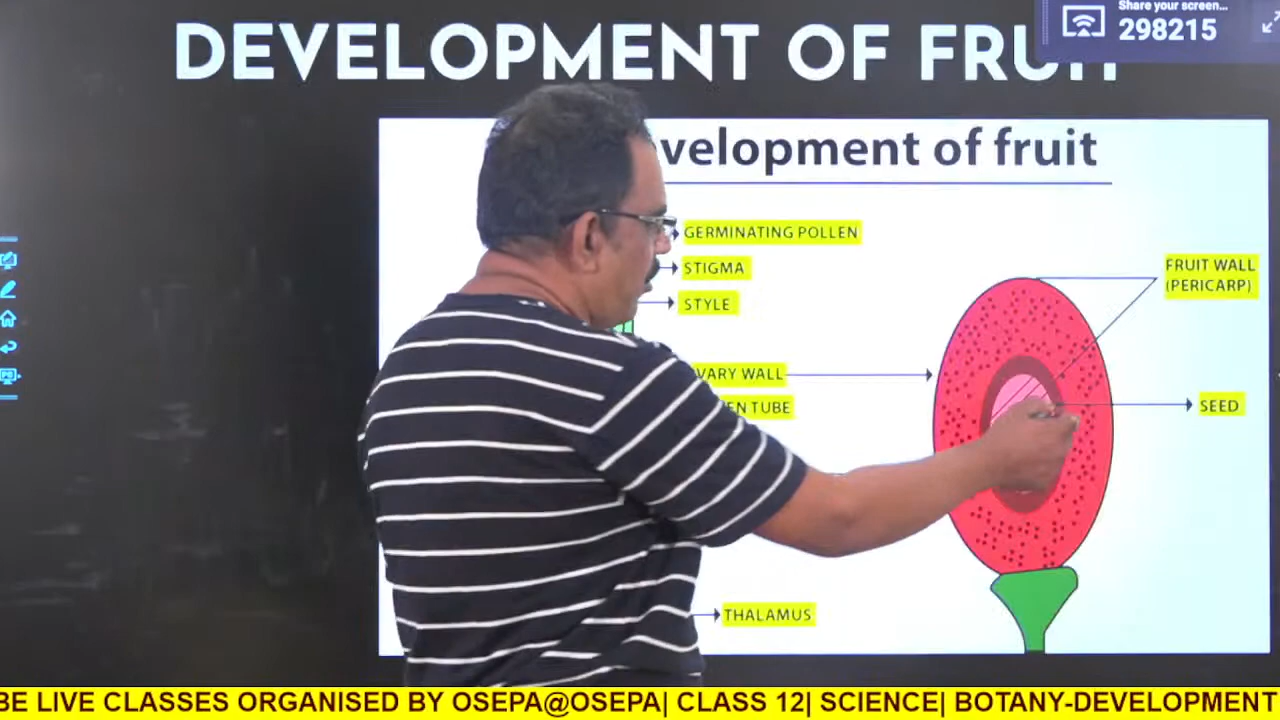 Share your screen...
298215
DEVELOPMENT OF FRUIT
velopment of fruit
GERMINATING POLLEN
STIGMA
STYLE
VARY WALL
EN TUBE
THALAMUS
FRUIT WALL
(PERICARP)
SEED
BE LIVE CLASSES ORGANISED BY OSEPA@OSEPA| CLASS 12| SCIENCE| BOTANY-DEVELOPMENT